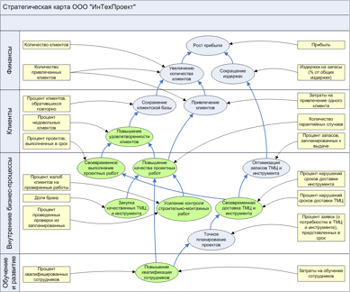 Стратегическая карта ООО "ИнТехПроект"
Финансы
Количество клиентов
Количество
привлеченных
клиентов
Рост прибыли
Увеличение
количества
клиентов
Сокращение
издержек
Прибыль
Издержки на запасы
(% от общих
издержек)
Клиенты
Процент клиентов,
обратившихся
повторно
Процент
недовольных
клиентов
Процент проектов,
выполненных в срок
Сохранение
клиентской базы
Привлечение
клиентов
Повышение
удовлетворенности
клиентов
Затраты на
привлечение одного
клиента
Количество
гарантийных случаев
Процент запасов,
запланированных к
выдаче
Внутренние бизнес-процессы
Своевременное
выполнение
проектных работ
Повышение
качества проектных
работ
Оптимизация
запасов ТМЦ и
инструмента
Процент жалоб
клиентов на
проверенные работы
Доля брака
Процент
проведенных
проверок из
запланированных
Закупка
качественных ТМЦ
и инструмента
Усиление контроля
строительно-монтажных
работ
Своевременная
доставка ТМЦ и
инструмента
Точное
планирование
проектов
Процент нарушений
сроков доставки
инструмента
Процент нарушений
сроков доставки ТМЦ
Процент заявок (о
потребности в ТМЦ
и инструменте),
представленных в
срок
Обучение
и развитие
Процент
квалифицированных
сотрудников
Повышение
квалификации
сотрудников
Затраты на обучение
сотрудников